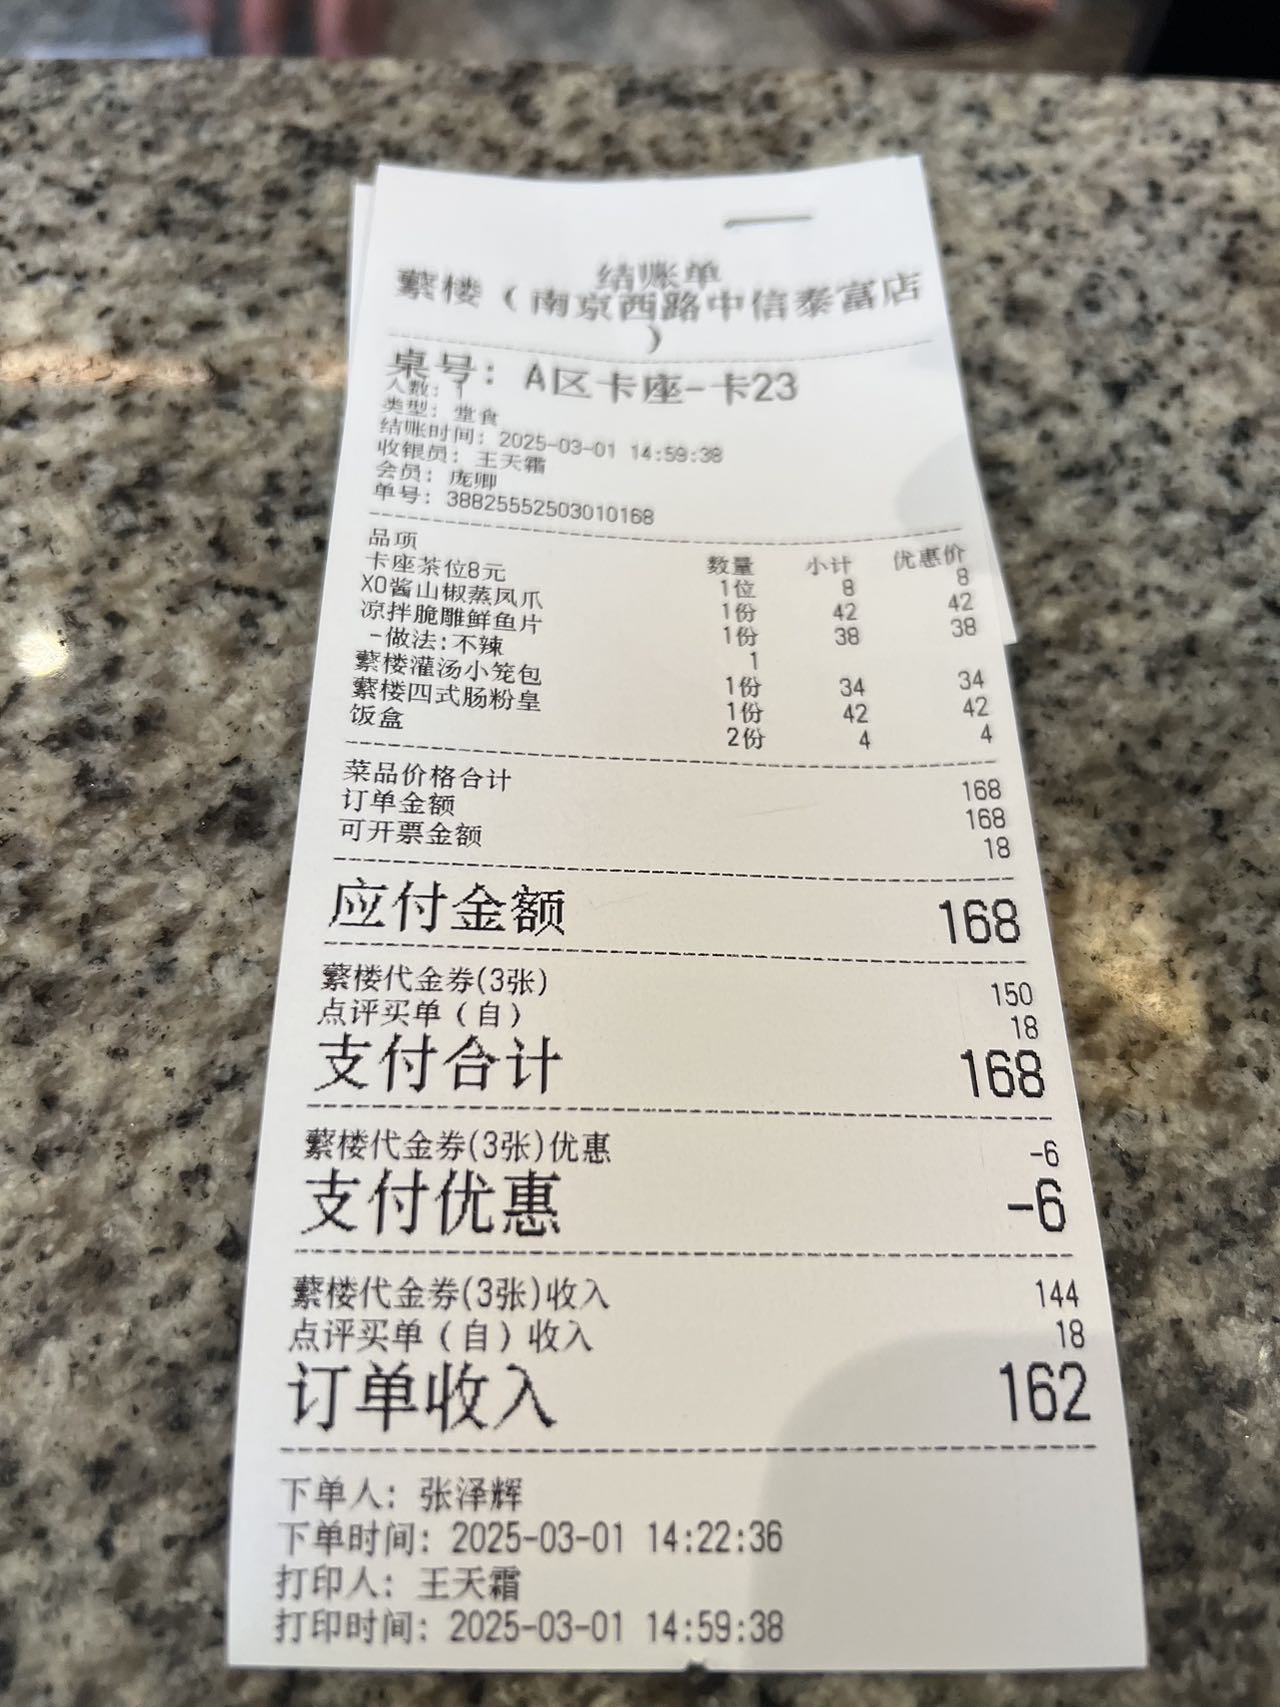 结账单
蘩楼（南京西路中信泰富店
）
桌号: A区卡座-卡23
人数: 1
类型: 堂食
结账时间: 2025-03-01 14:59:38
收银员: 王天霜
会员: 庞卿
单号: 38825552503010168
品项 数量 小计 优惠价
卡座茶位8元 1位 8 8
XO酱山椒蒸凤爪 1份 42 42
凉拌脆雕鲜鱼片 1份 38 38
-做法:不辣 1
蘩楼灌汤小笼包 1份 34 34
蘩楼四式肠粉皇 1份 42 42
饭盒 2份 4 4
菜品价格合计 168
订单金额 168
可开票金额 18
应付金额 168
蘩楼代金券(3张) 150
点评买单（自） 18
支付合计 168
蘩楼代金券(3张)优惠 -6
支付优惠 -6
蘩楼代金券(3张)收入 144
点评买单（自）收入 18
订单收入 162
下单人: 张泽辉
下单时间: 2025-03-01 14:22:36
打印人: 王天霜
打印时间: 2025-03-01 14:59:38